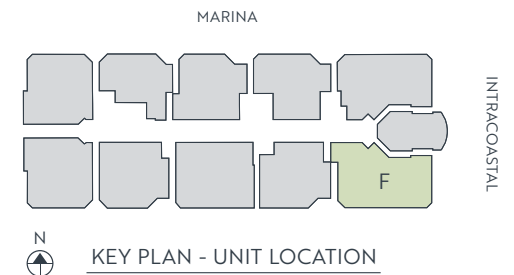 MARINA
INTRACOASTAL
F
N
KEY PLAN - UNIT LOCATION